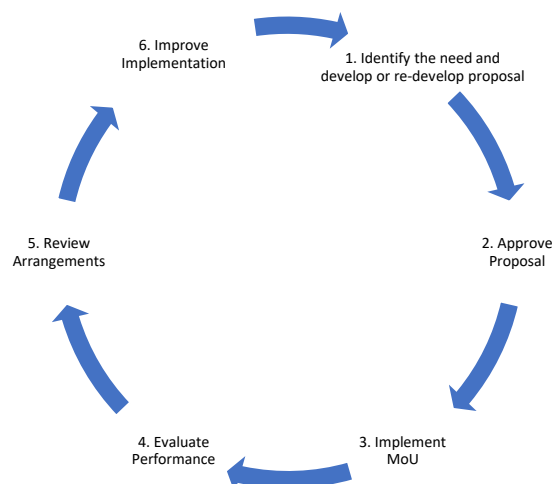 1. Identify the need and
develop or re-develop proposal
2. Approve
Proposal
3. Implement
MoU
4. Evaluate
Performance
5. Review
Arrangements
6. Improve
Implementation